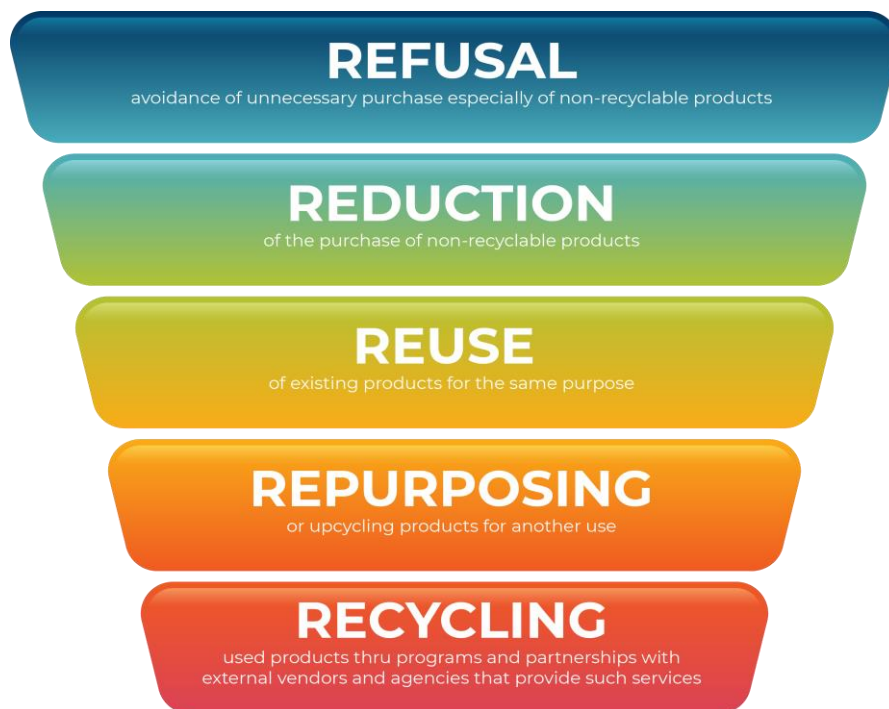 REFUSAL
avoidance of unnecessary purchase especially of non-recyclable products
REDUCTION
of the purchase of non-recyclable products
REUSE
of existing products for the same purpose
REPURPOSING
or upcycling products for another use
RECYCLING
used products thru programs and partnerships with
external vendors and agencies that provide such services